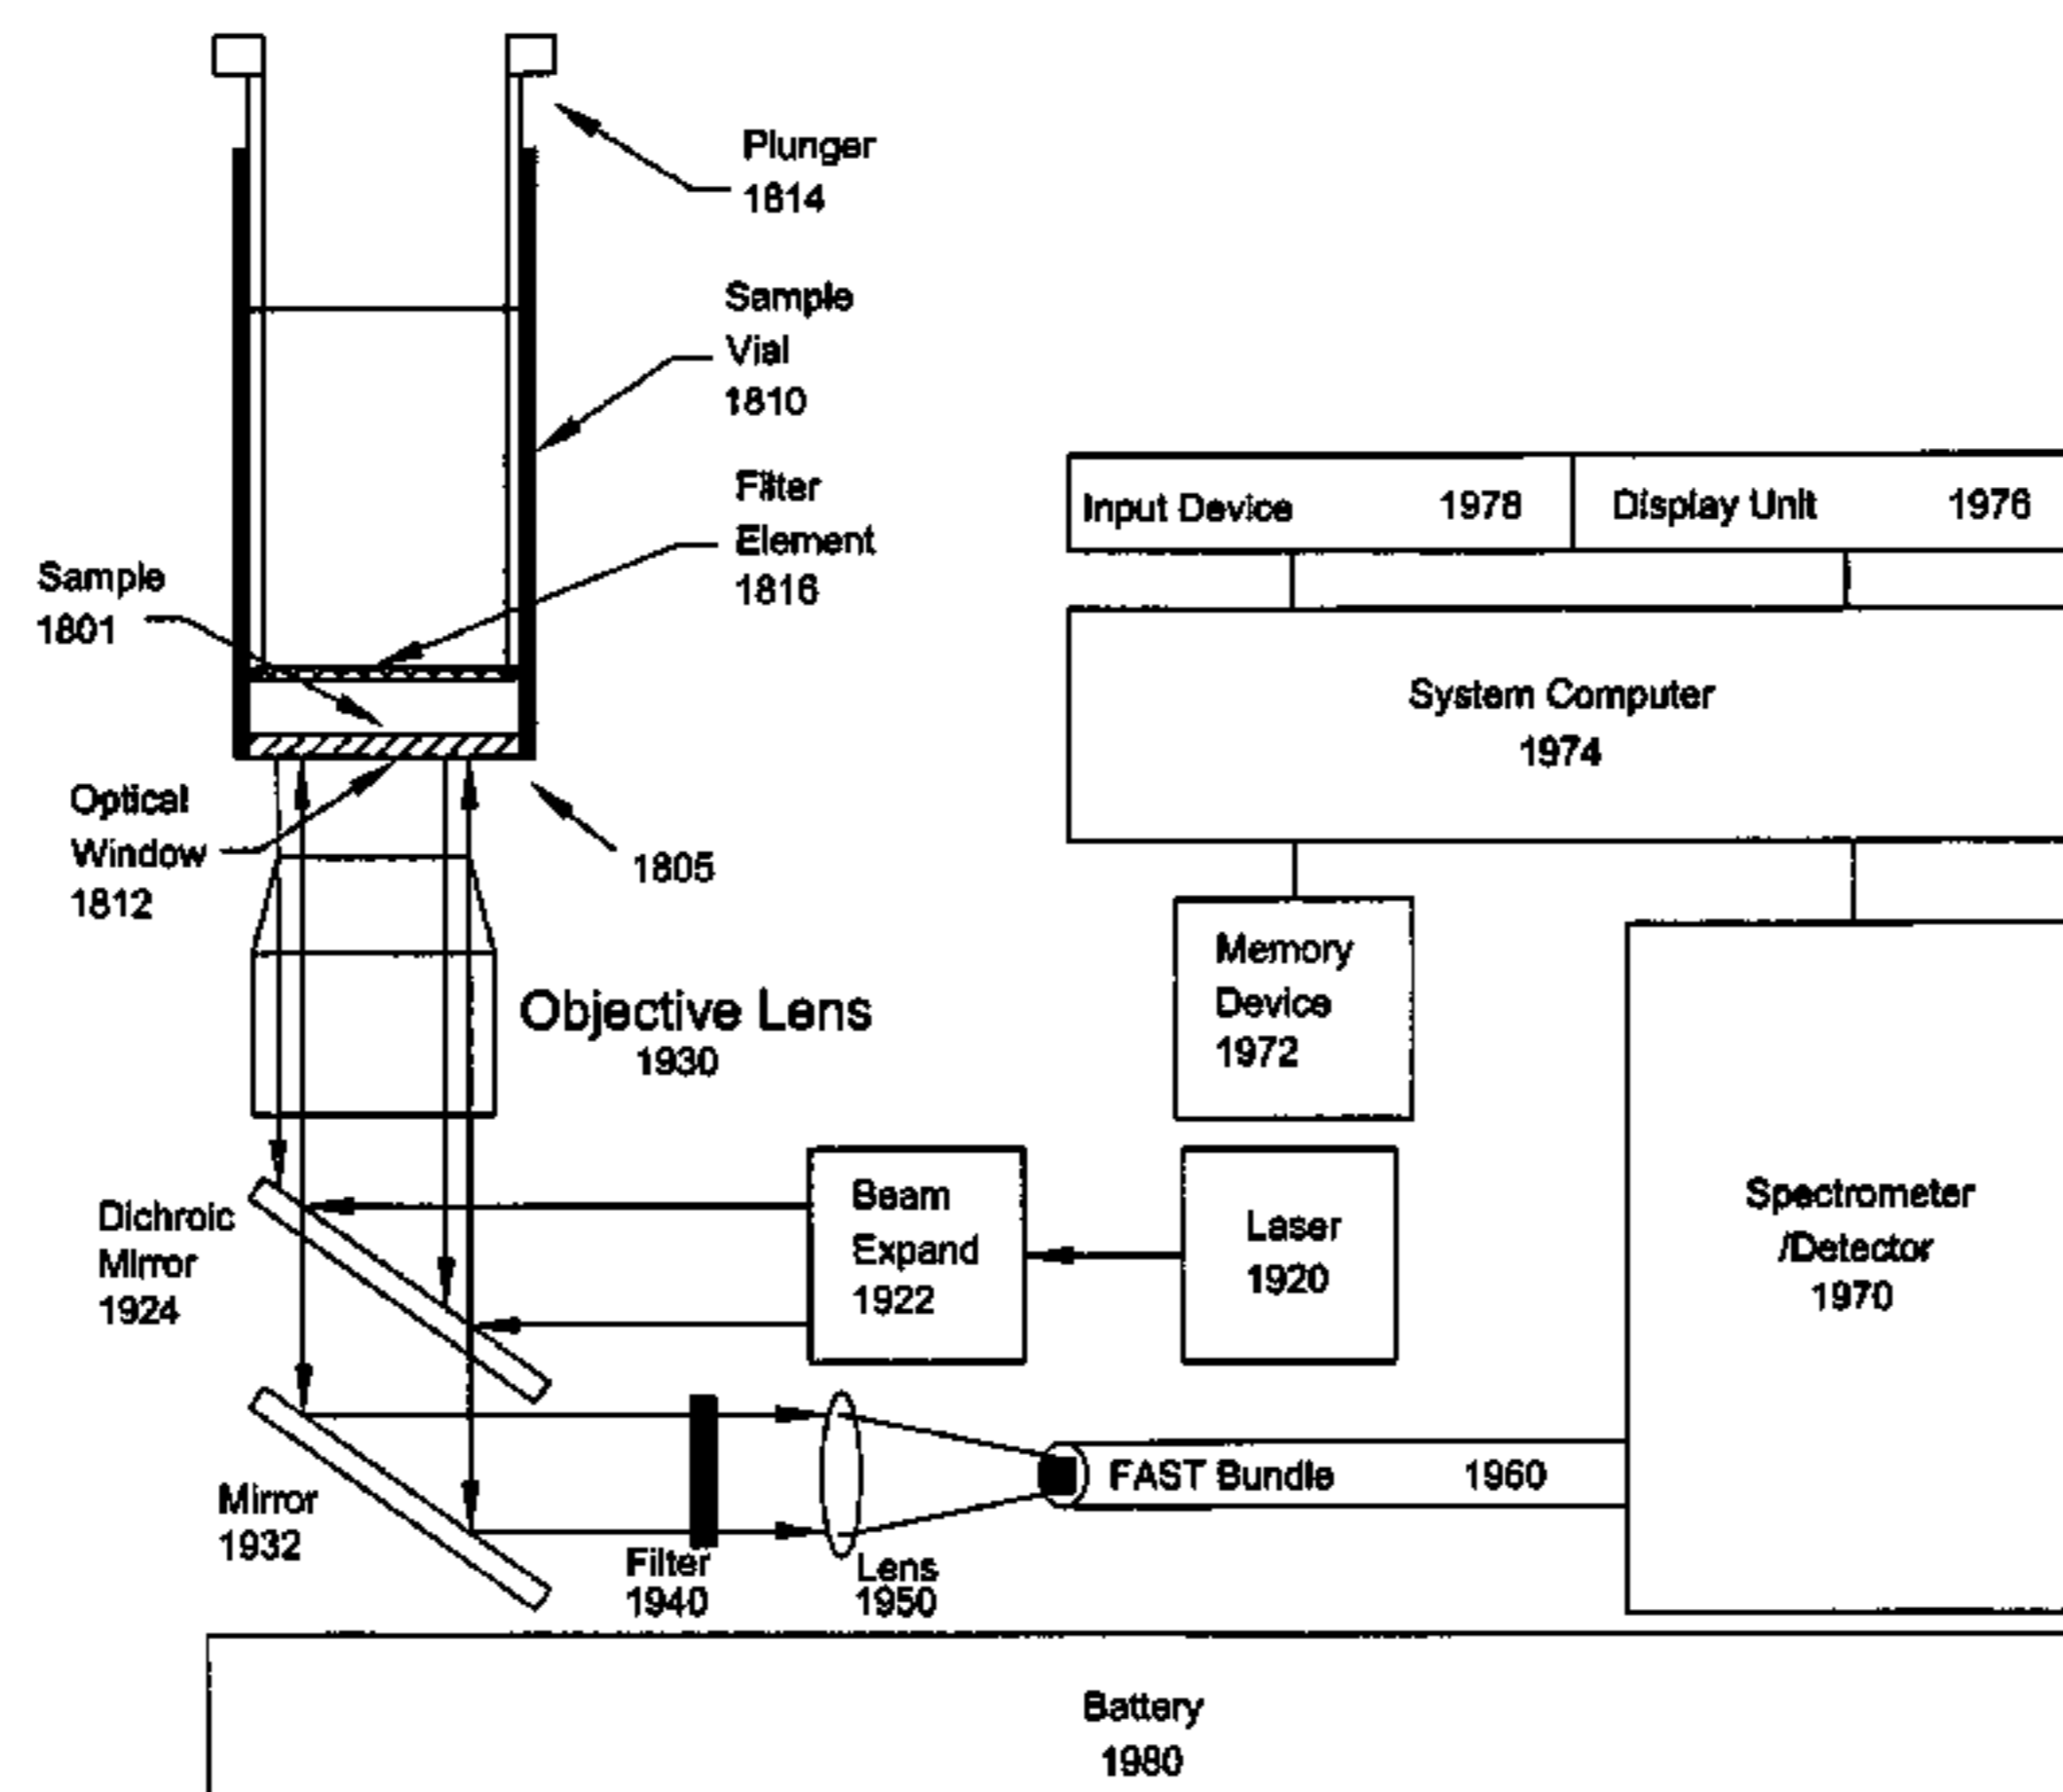 Plunger
1814
Sample
Vial
1810
Filter
Element
1816
Sample
1801
Optical
Window
1812
1805
Objective Lens
1930
Input Device 1978
Display Unit 1976
System Computer
1974
Memory
Device
1972
Beam
Expand
1922
Laser
1920
Spectrometer
/Detector
1970
Dichroic
Mirror
1924
Mirror
1932
Filter
1940
Lens
1950
FAST Bundle 1960
Battery
1980